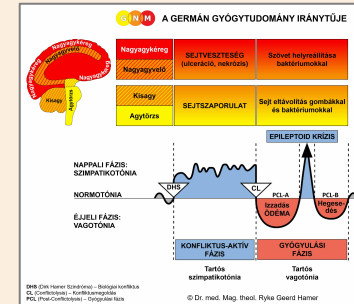 GNM A GERMÁN GYÓGYTUDOMÁNY IRÁNYTŰJE
Nagyagykéreg
Nagyagyvelő
Nagyagykéreg
Nagyagykéreg
Kisagy
Agytörzs
Nagyagykéreg
Nagyagyvelő
SEJTVESZTESÉG
(ulceráció, nekrózis)
Szövet helyreállítása
baktériumokkal
Kisagy
Agytörzs
SEJTSZAPORULAT
Sejt eltávolítás gombákkal
és baktériumokkal
EPILEPTOID KRÍZIS
NAPPALI FÁZIS:
SZIMPATIKOTÓNIA
NORMOTÓNIA
ÉJJELI FÁZIS:
VAGOTÓNIA
DHS
CL
PCL-A
PCL-B
Izzadás
ÖDÉMA
Hegese-
dés
KONFLIKTUS-AKTÍV
FÁZIS
GYÓGYULÁSI
FÁZIS
Tartós
szimpatikotónia
Tartós
vagotónia
DHS (Dirk Hamer Szindróma) – Biológiai konfliktus
CL (Conflictolysis) – Konfliktusmegoldás
PCL (Post-Conflictolysis) – Gyógyulási fázis
© Dr. med. Mag. theol. Ryke Geerd Hamer